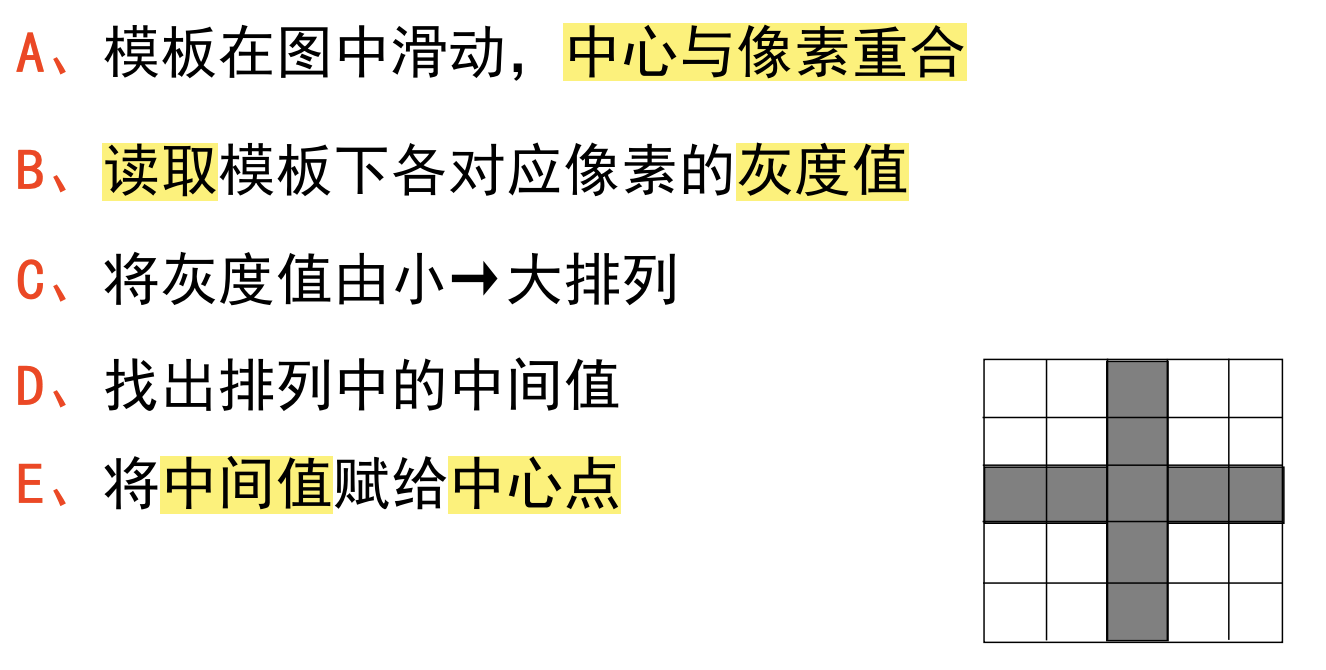 A、模板在图中滑动，中心与像素重合
B、读取模板下各对应像素的灰度值
C、将灰度值由小→大排列
D、找出排列中的中间值
E、将中间值赋给中心点